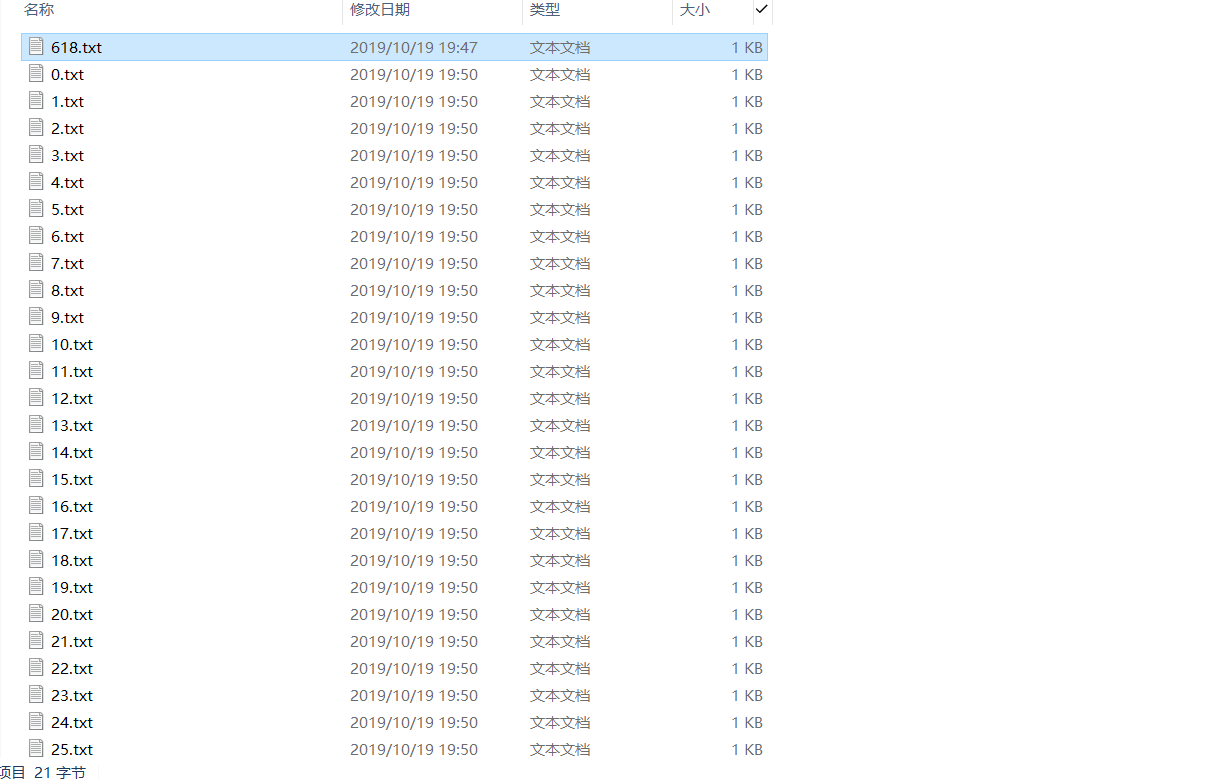 名称 修改日期 类型 大小
618.txt 2019/10/19 19:47 文本文档 1 KB
0.txt 2019/10/19 19:50 文本文档 1 KB
1.txt 2019/10/19 19:50 文本文档 1 KB
2.txt 2019/10/19 19:50 文本文档 1 KB
3.txt 2019/10/19 19:50 文本文档 1 KB
4.txt 2019/10/19 19:50 文本文档 1 KB
5.txt 2019/10/19 19:50 文本文档 1 KB
6.txt 2019/10/19 19:50 文本文档 1 KB
7.txt 2019/10/19 19:50 文本文档 1 KB
8.txt 2019/10/19 19:50 文本文档 1 KB
9.txt 2019/10/19 19:50 文本文档 1 KB
10.txt 2019/10/19 19:50 文本文档 1 KB
11.txt 2019/10/19 19:50 文本文档 1 KB
12.txt 2019/10/19 19:50 文本文档 1 KB
13.txt 2019/10/19 19:50 文本文档 1 KB
14.txt 2019/10/19 19:50 文本文档 1 KB
15.txt 2019/10/19 19:50 文本文档 1 KB
16.txt 2019/10/19 19:50 文本文档 1 KB
17.txt 2019/10/19 19:50 文本文档 1 KB
18.txt 2019/10/19 19:50 文本文档 1 KB
19.txt 2019/10/19 19:50 文本文档 1 KB
20.txt 2019/10/19 19:50 文本文档 1 KB
21.txt 2019/10/19 19:50 文本文档 1 KB
22.txt 2019/10/19 19:50 文本文档 1 KB
23.txt 2019/10/19 19:50 文本文档 1 KB
24.txt 2019/10/19 19:50 文本文档 1 KB
25.txt 2019/10/19 19:50 文本文档 1 KB
项目 21 字节